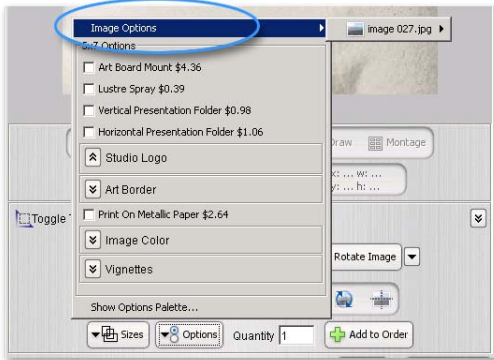 Image Options
image 027.jpg
5x7 Options
Art Board Mount $4.36
Lustre Spray $0.39
Vertical Presentation Folder $0.98
Horizontal Presentation Folder $1.06
Draw
Montage
Studio Logo
x: ... w: ...
y: ... h: ...
Art Border
Toggle
Print On Metallic Paper $2.64
Image Color
Rotate Image
Vignettes
Show Options Palette...
Sizes
Options
Quantity 1
Add to Order